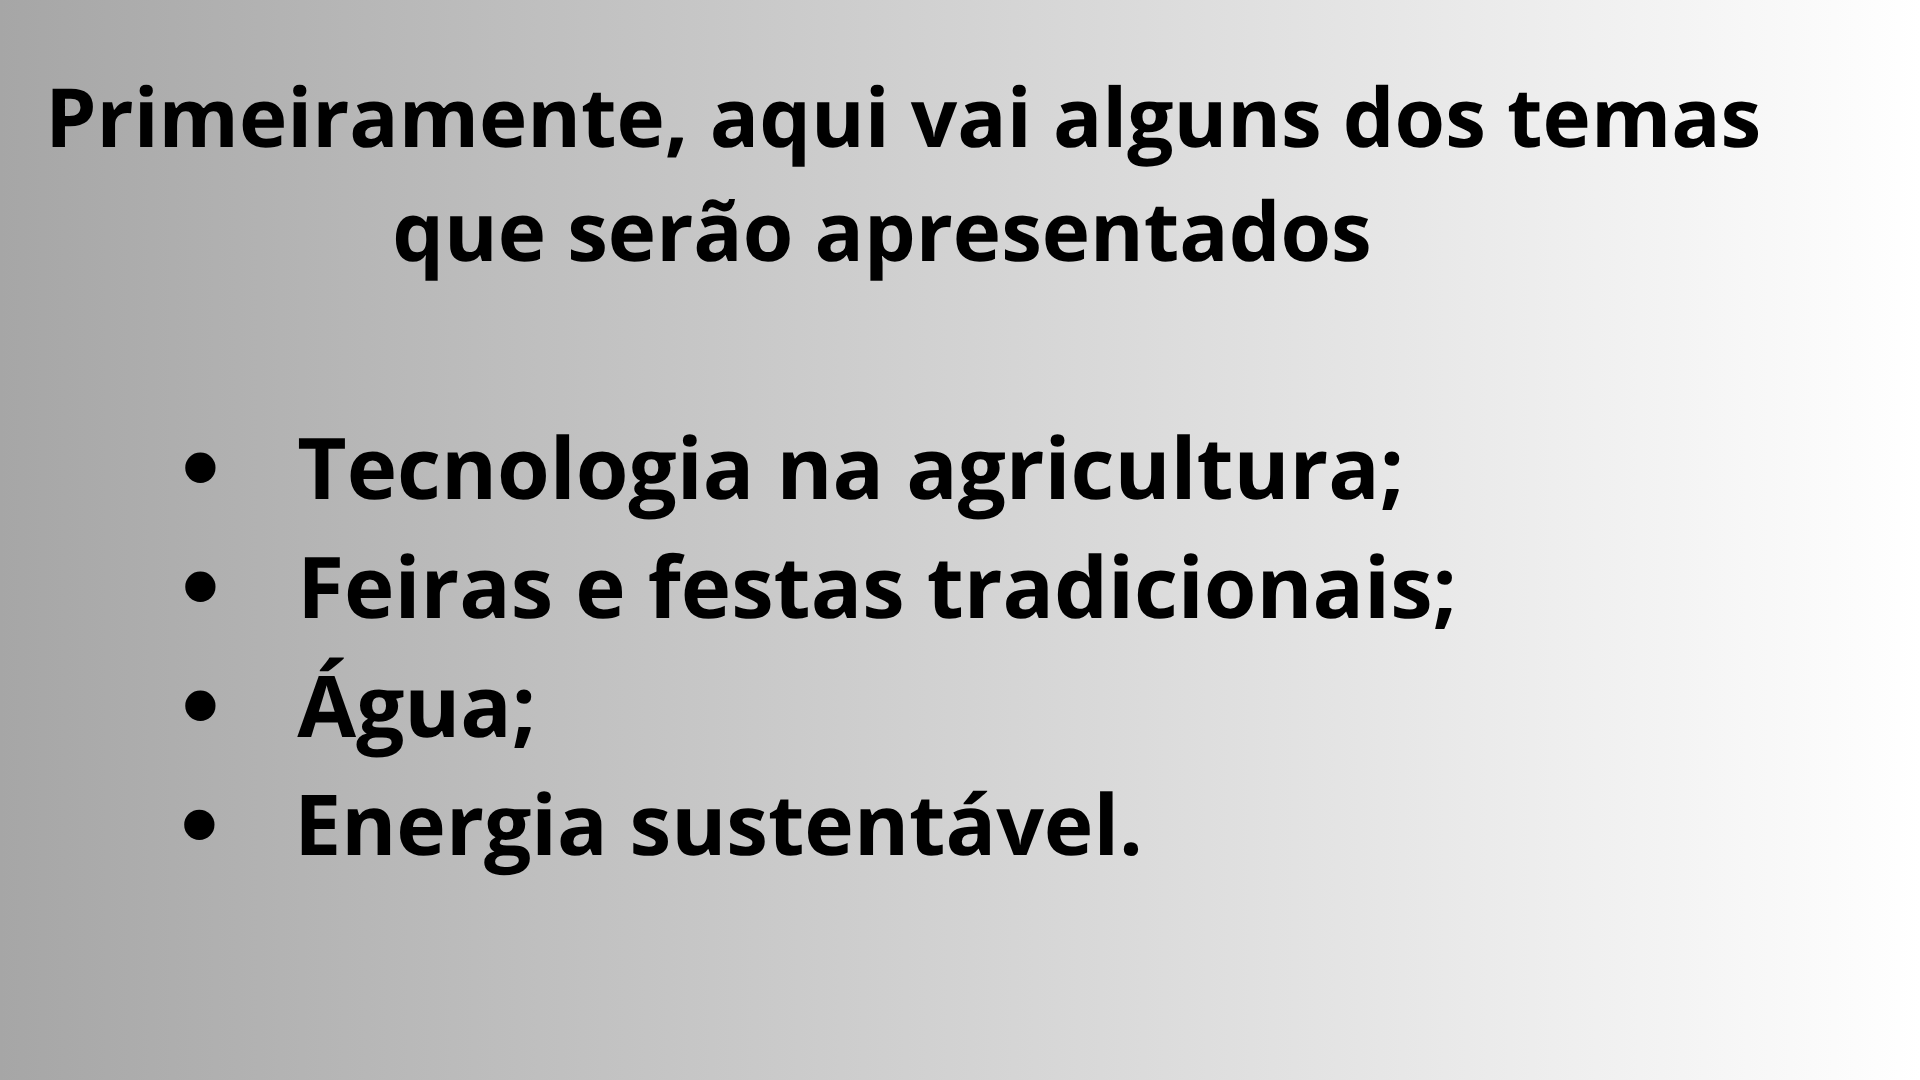 Primeiramente, aqui vai alguns dos temas
que serão apresentados
• Tecnologia na agricultura;
• Feiras e festas tradicionais;
• Água;
• Energia sustentável.